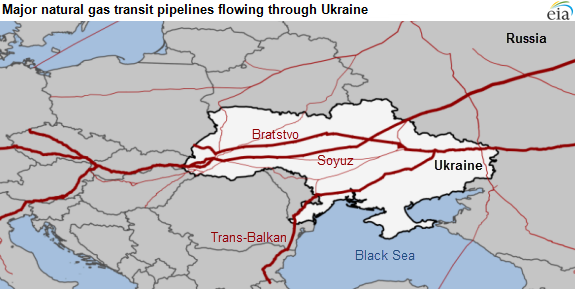 Major natural gas transit pipelines flowing through Ukraine
eia
Russia
Bratstvo
Soyuz
Ukraine
Trans-Balkan
Black Sea